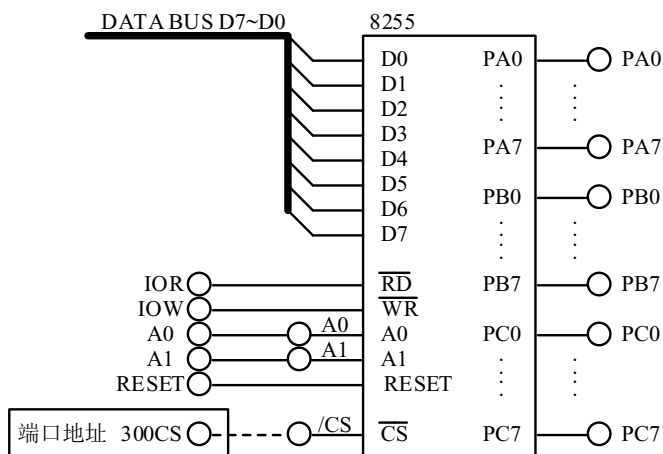 DATA BUS D7~D0 8255
D0 PA0 PA0
D1
D2
D3
D4 PA7 PA7
D5
D6 PB0 PB0
D7
IOR RD PB7 PB7
IOW WR
A0 A0 A0 PC0 PC0
A1 A1 A1
RESET RESET
端口地址 300CS /CS CS PC7 PC7